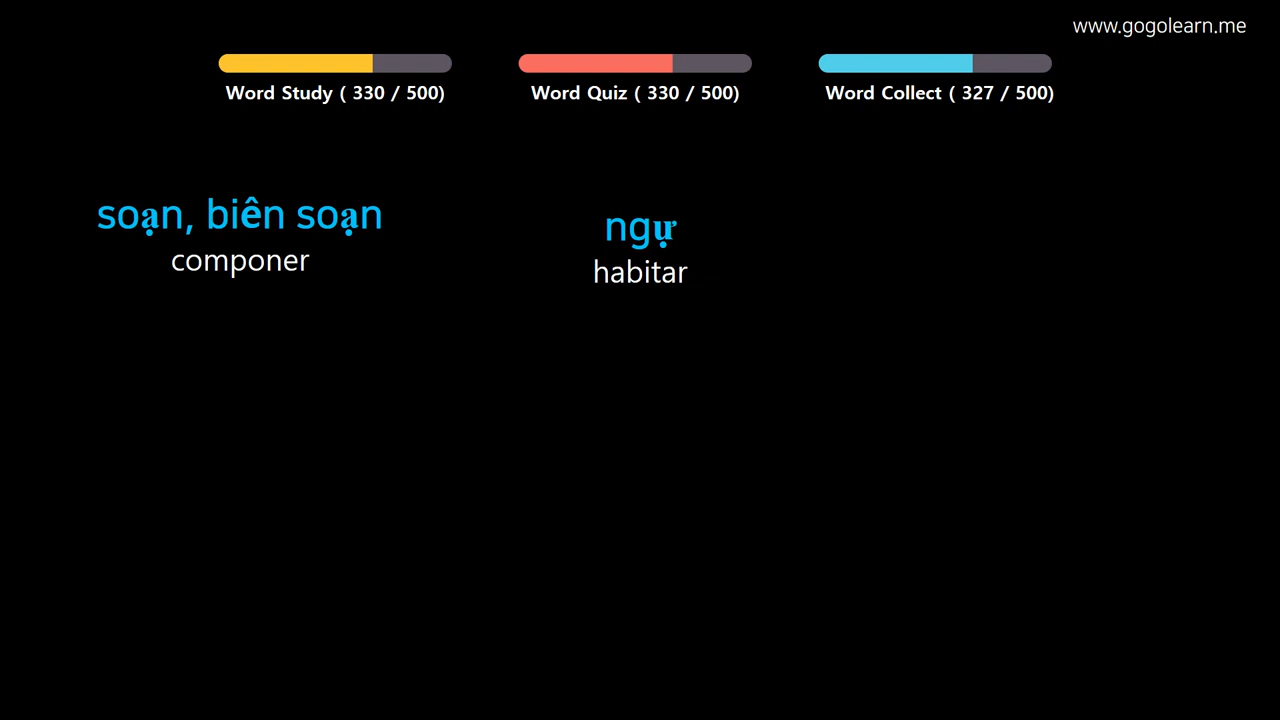 www.gogolearn.me
Word Study ( 330 / 500)
Word Quiz ( 330 / 500)
Word Collect ( 327 / 500)
soạn, biên soạn
componer
ngự
habitar